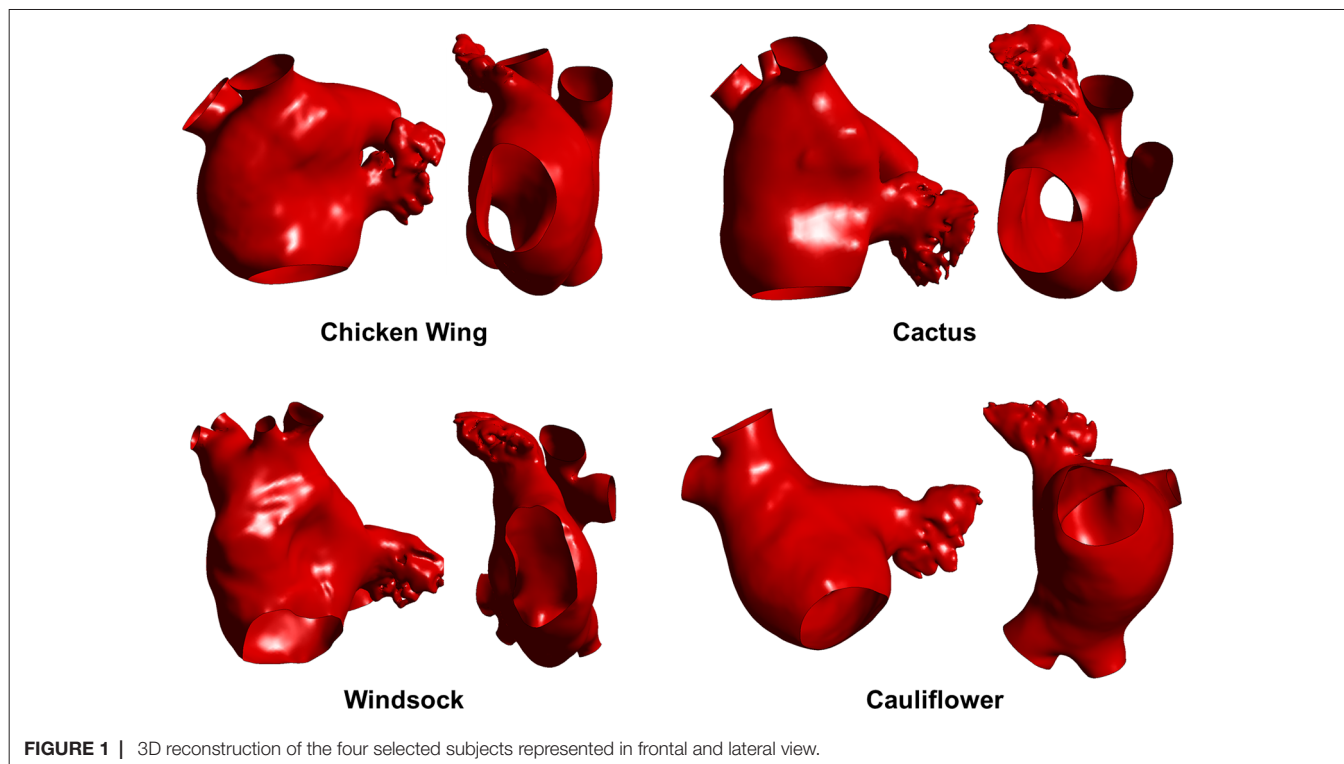 Chicken Wing
Cactus
Windsock
Cauliflower
FIGURE 1 | 3D reconstruction of the four selected subjects represented in frontal and lateral view.